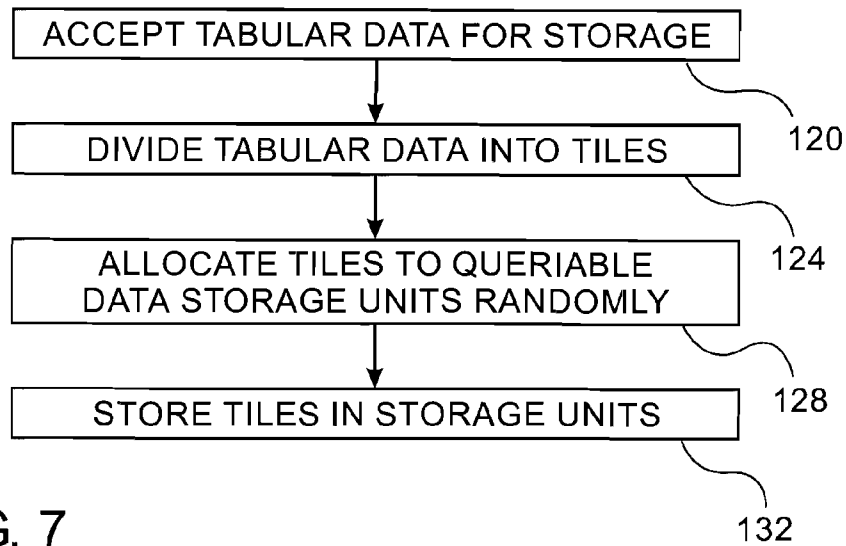 ACCEPT TABULAR DATA FOR STORAGE
120
DIVIDE TABULAR DATA INTO TILES
124
ALLOCATE TILES TO QUERIABLE
DATA STORAGE UNITS RANDOMLY
128
STORE TILES IN STORAGE UNITS
132
G. 7